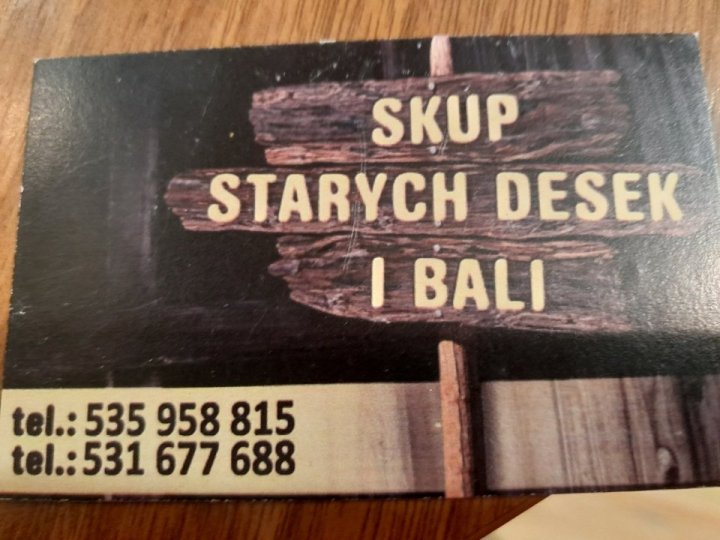 SKUP
STARYCH DESEK
I BALI
tel.: 535 958 815
tel.: 531 677 688